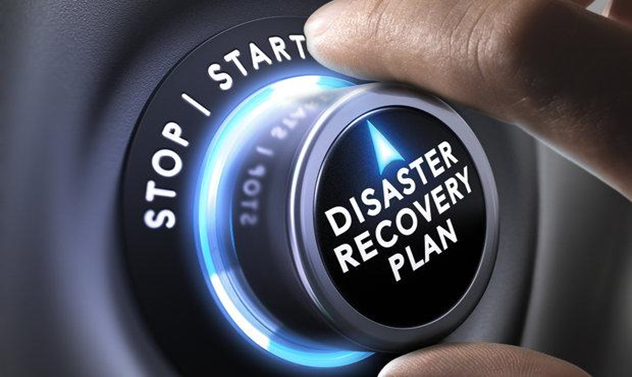 STOP | START
DISASTER
RECOVERY
PLAN